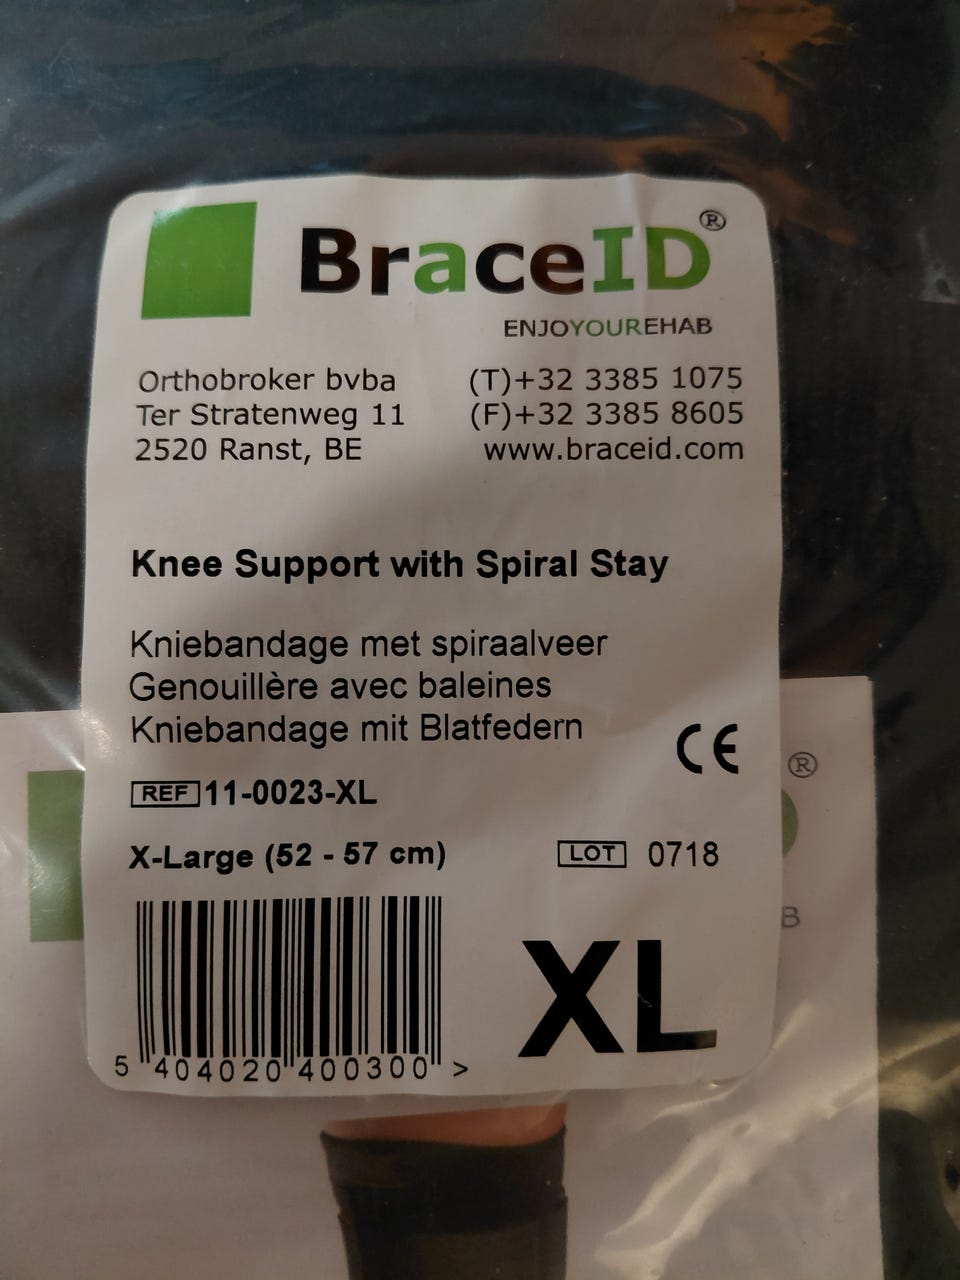 BraceID®
ENJOYOUREHAB
Orthobroker bvba
Ter Stratenweg 11
2520 Ranst, BE
(T)+32 3385 1075
(F)+32 3385 8605
www.braceid.com
Knee Support with Spiral Stay
Kniebandage met spiraalveer
Genouillère avec baleines
Kniebandage mit Blatfedern
CE
®
REF 11-0023-XL
X-Large (52 - 57 cm)
LOT 0718
B
XL
5 404020 400300 >